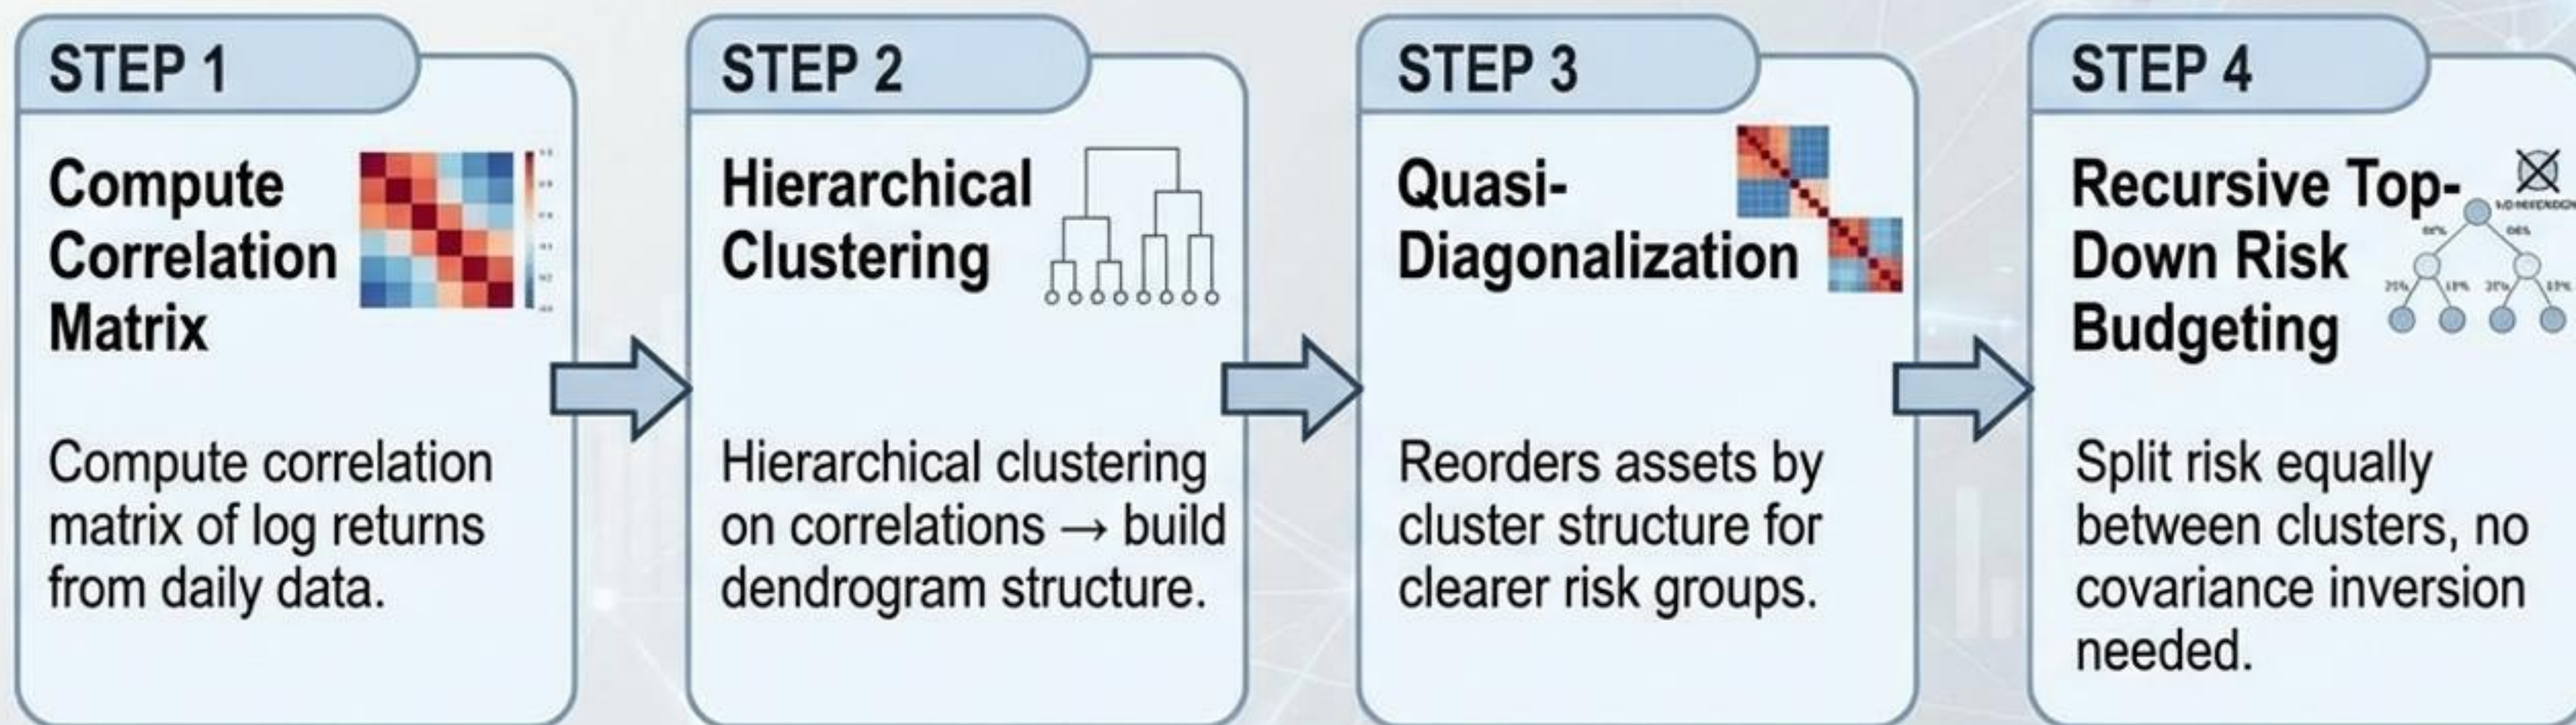 STEP 1
Compute
Correlation
Matrix
Compute correlation
matrix of log returns
from daily data.
STEP 2
Hierarchical
Clustering
Hierarchical clustering
on correlations → build
dendrogram structure.
STEP 3
Quasi-
Diagonalization
Reorders assets by
cluster structure for
clearer risk groups.
STEP 4
Recursive Top-
Down Risk
Budgeting
Split risk equally
between clusters, no
covariance inversion
needed.